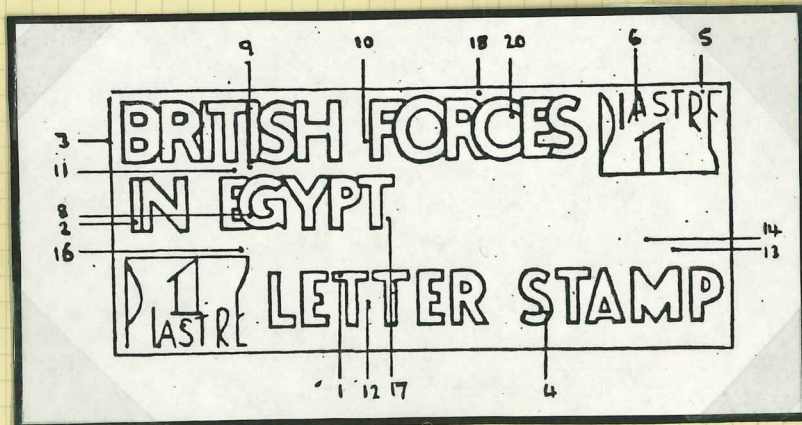 9 10 18 20 6 5
BRITISH FORCES PIASTRE
1
3
11
IN EGYPT
8
2
16
14
13
1
PIASTRE
LETTER STAMP
1 12 17 4